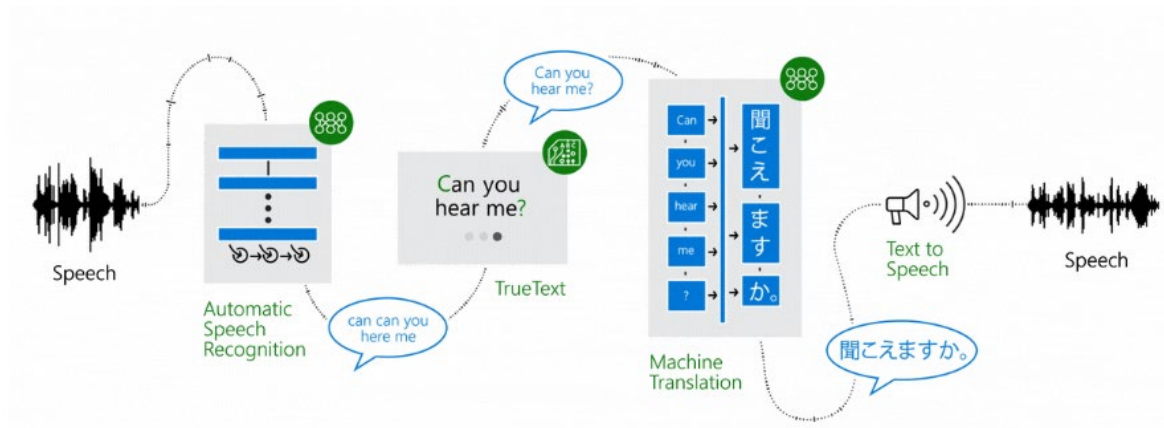 Speech
Automatic
Speech
Recognition
can can you
here me
Can you
hear me?
TrueText
Can you
hear me?
Can
you
hear
me
?
聞こえ
ます
か。
Machine
Translation
聞こえますか。
Text to
Speech
Speech